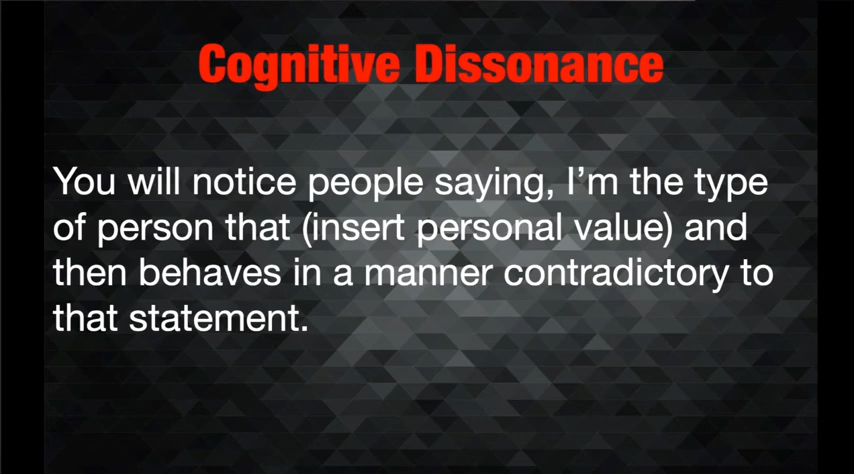 Cognitive Dissonance
You will notice people saying, I’m the type
of person that (insert personal value) and
then behaves in a manner contradictory to
that statement.